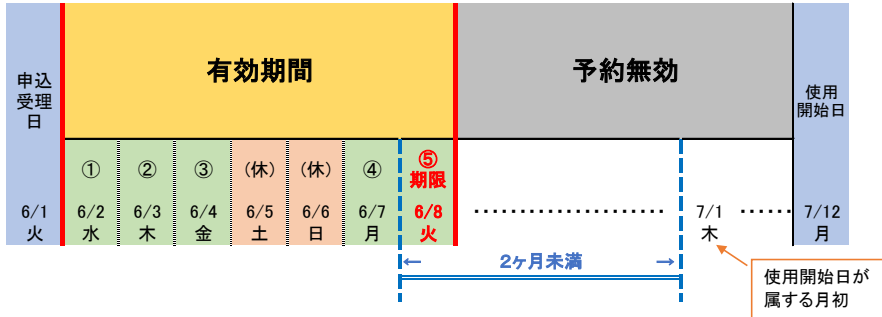 申込
受理
日
有効期間
予約無効
使用
開始日
① ② ③ (休) (休) ④ ⑤
期限
6/1 6/2 6/3 6/4 6/5 6/6 6/7 6/8 ・・・・・・・・・・・・・・・・・・・・ 7/1 ・・・・・・ 7/12
火 水 木 金 土 日 月 火 木 月
← 2ヶ月未満 →
使用開始日が
属する月初